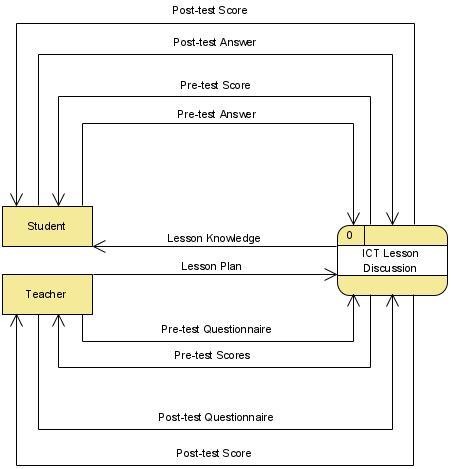 Post-test Score
Post-test Answer
Pre-test Score
Pre-test Answer
Student
0
Lesson Knowledge
ICT Lesson
Discussion
Lesson Plan
Teacher
Pre-test Questionnaire
Pre-test Scores
Post-test Questionnaire
Post-test Score